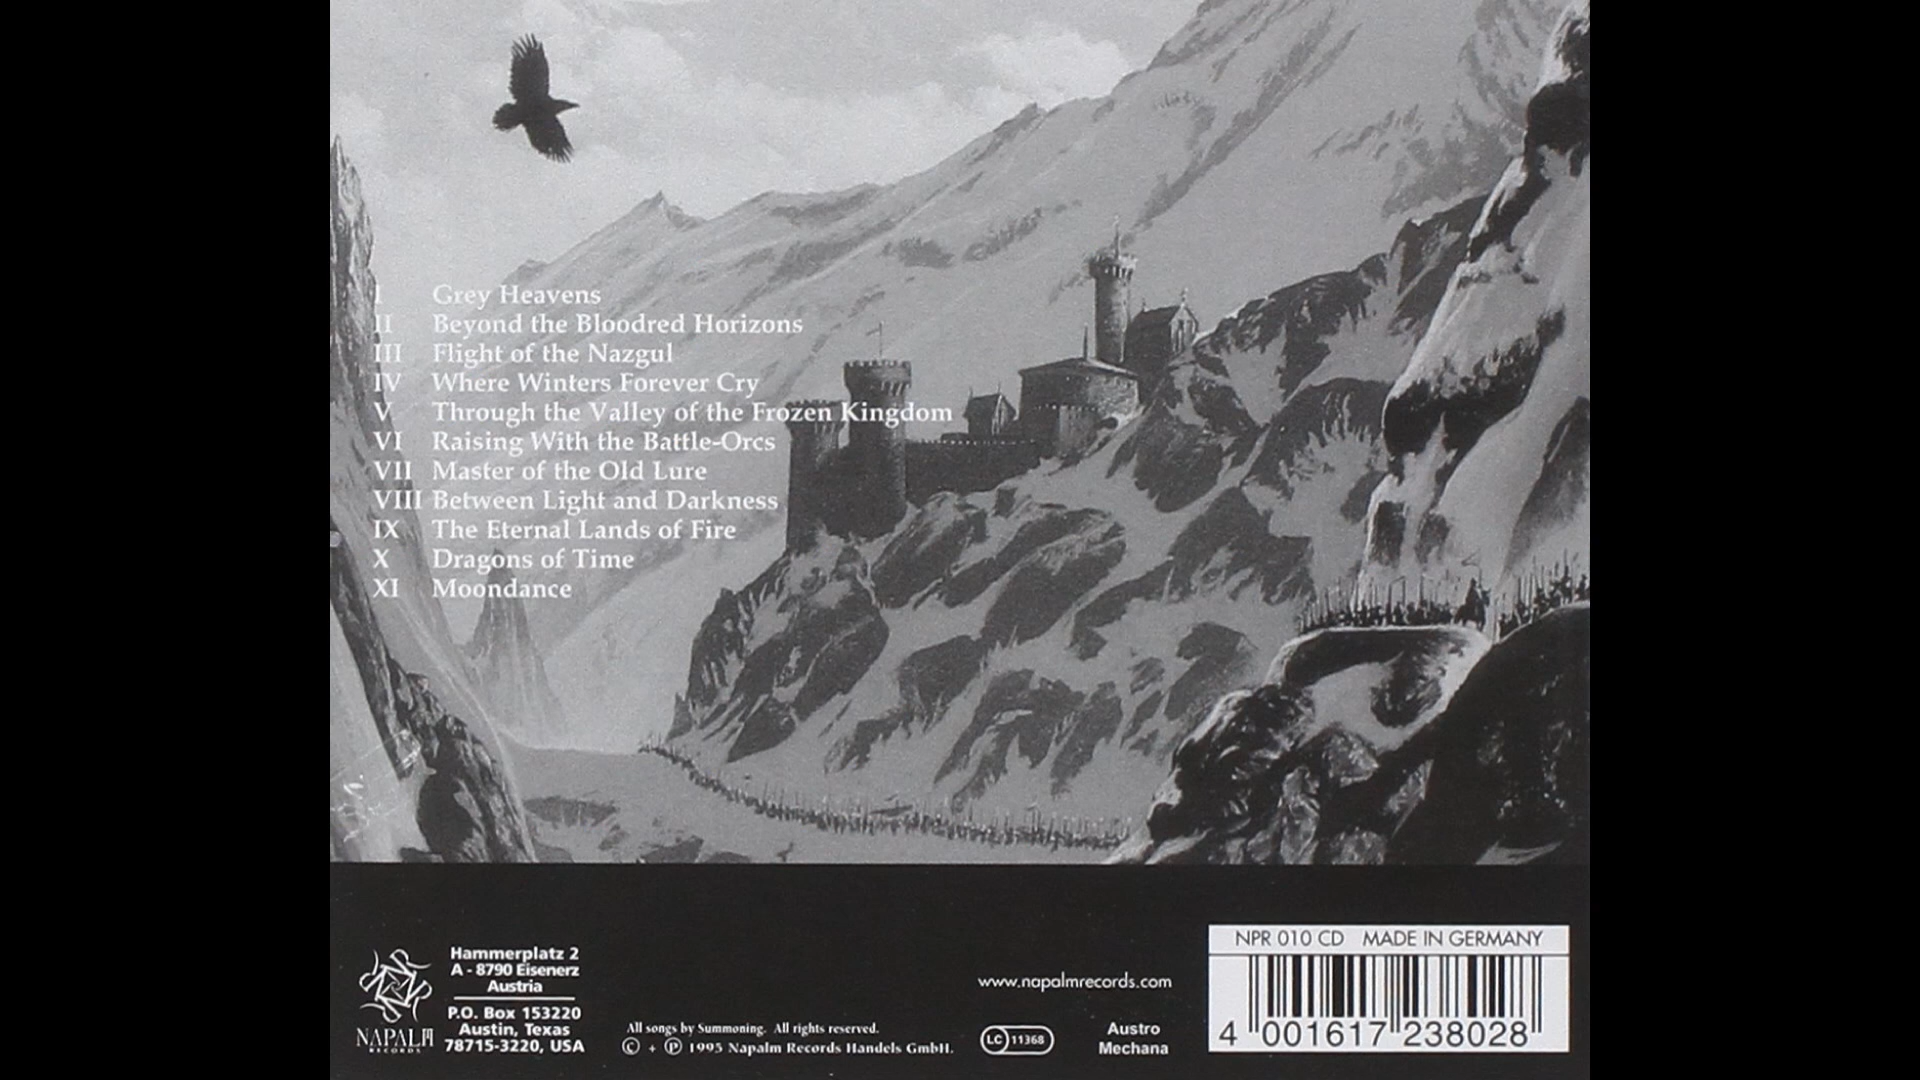 I Grey Heavens
II Beyond the Bloodred Horizons
III Flight of the Nazgul
IV Where Winters Forever Cry
V Through the Valley of the Frozen Kingdom
VI Raising With the Battle-Orcs
VII Master of the Old Lure
VIII Between Light and Darkness
IX The Eternal Lands of Fire
X Dragons of Time
XI Moondance
NAPALM
RECORDS
Hammerplatz 2
A - 8790 Eisenerz
Austria
P.O. Box 153220
Austin, Texas
78715-3220, USA
All songs by Summoning. All rights reserved.
© + ℗ 1995 Napalm Records Handels GmbH.
www.napalmrecords.com
LC 11368
Austro
Mechana
NPR 010 CD MADE IN GERMANY
4 001617 238028